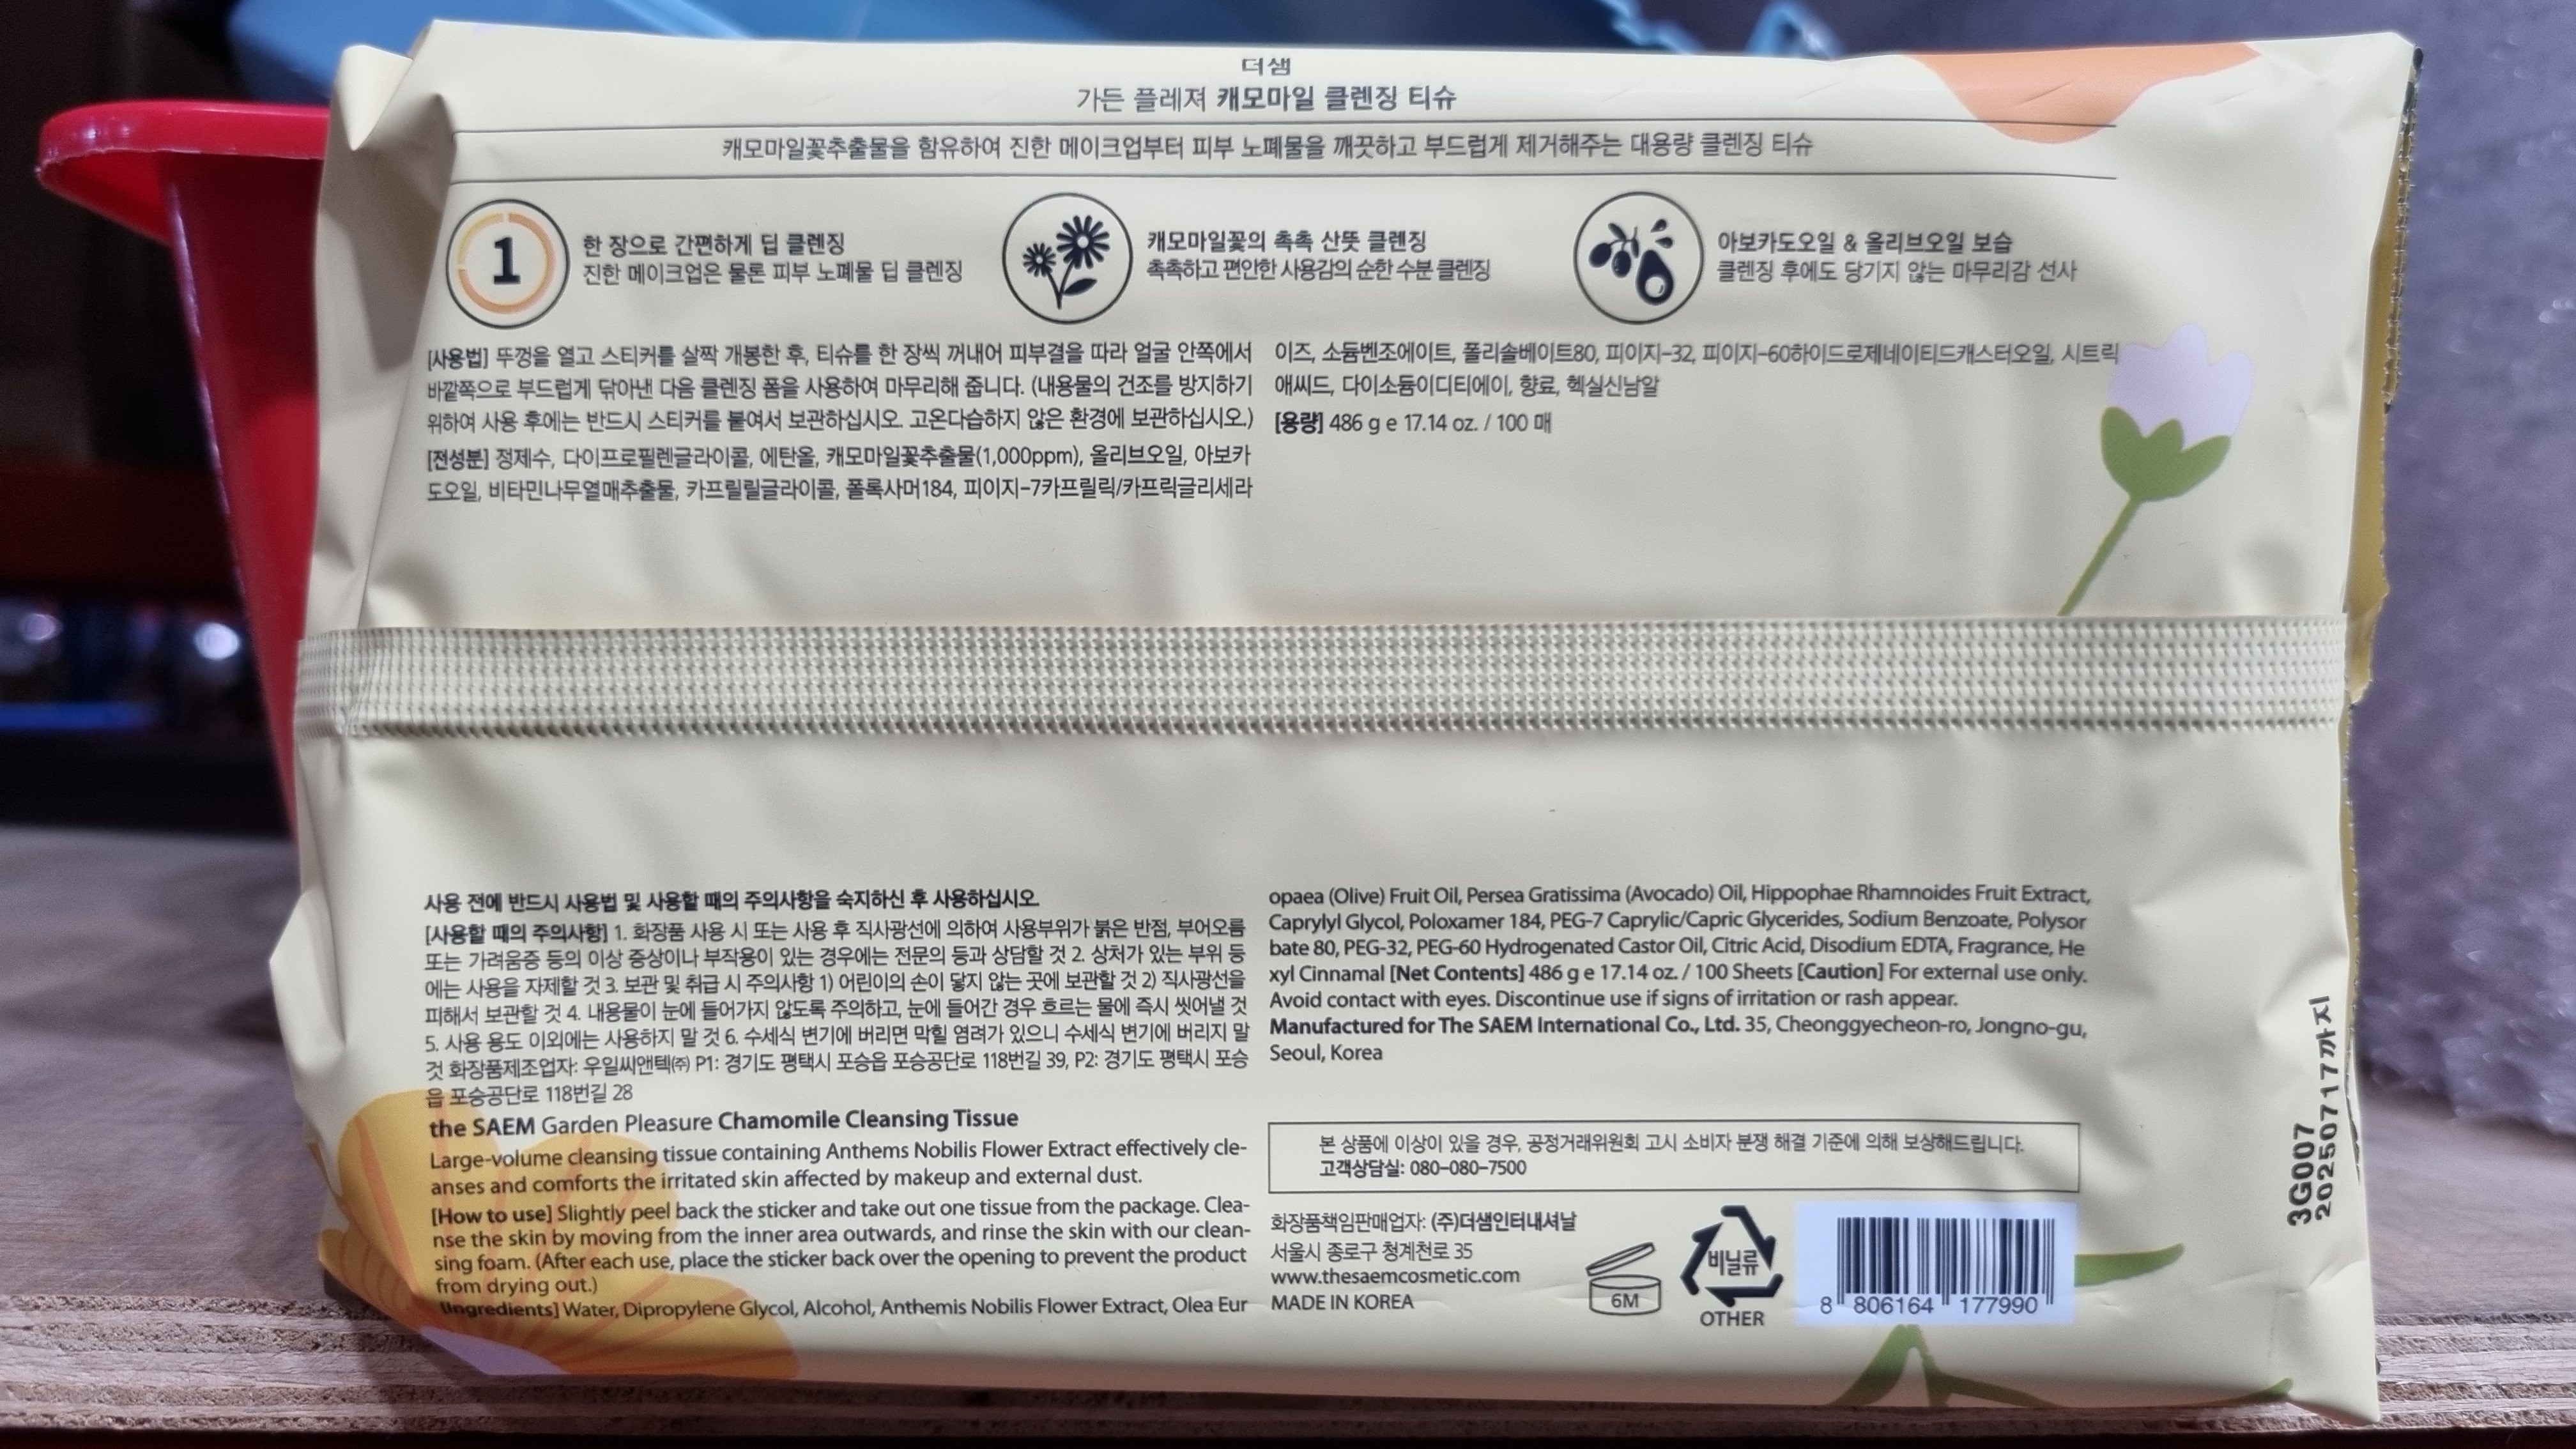 더샘
가든 플레져 캐모마일 클렌징 티슈
캐모마일꽃추출물을 함유하여 진한 메이크업부터 피부 노폐물을 깨끗하고 부드럽게 제거해주는 대용량 클렌징 티슈
1
한 장으로 간편하게 딥 클렌징
진한 메이크업은 물론 피부 노폐물 딥 클렌징
캐모마일꽃의 촉촉 산뜻 클렌징
촉촉하고 편안한 사용감의 순한 수분 클렌징
아보카도오일 & 올리브오일 보습
클렌징 후에도 당기지 않는 마무리감 선사
[사용법] 뚜껑을 열고 스티커를 살짝 개봉한 후, 티슈를 한 장씩 꺼내어 피부결을 따라 얼굴 안쪽에서
바깥쪽으로 부드럽게 닦아낸 다음 클렌징 폼을 사용하여 마무리해 줍니다. (내용물의 건조를 방지하기
위하여 사용 후에는 반드시 스티커를 붙여서 보관하십시오. 고온다습하지 않은 환경에 보관하십시오.)
[전성분] 정제수, 다이프로필렌글라이콜, 에탄올, 캐모마일꽃추출물(1,000ppm), 올리브오일, 아보카
도오일, 비타민나무열매추출물, 카프릴릴글라이콜, 폴록사머184, 피이지-7카프릴릭/카프릭글리세라
이즈, 소듐벤조에이트, 폴리솔베이트80, 피이지-32, 피이지-60하이드로제네이티드캐스터오일, 시트릭
애씨드, 다이소듐이디티에이, 향료, 헥실신남알
[용량] 486 g e 17.14 oz. / 100 매
사용 전에 반드시 사용법 및 사용할 때의 주의사항을 숙지하신 후 사용하십시오.
[사용할 때의 주의사항] 1. 화장품 사용 시 또는 사용 후 직사광선에 의하여 사용부위가 붉은 반점, 부어오름
또는 가려움증 등의 이상 증상이나 부작용이 있는 경우에는 전문의 등과 상담할 것 2. 상처가 있는 부위 등
에는 사용을 자제할 것 3. 보관 및 취급 시 주의사항 1) 어린이의 손이 닿지 않는 곳에 보관할 것 2) 직사광선을
피해서 보관할 것 4. 내용물이 눈에 들어가지 않도록 주의하고, 눈에 들어간 경우 흐르는 물에 즉시 씻어낼 것
5. 사용 용도 이외에는 사용하지 말 것 6. 수세식 변기에 버리면 막힐 염려가 있으니 수세식 변기에 버리지 말
것 화장품제조업자: 우일씨앤텍㈜ P1: 경기도 평택시 포승읍 포승공단로 118번길 39, P2: 경기도 평택시 포승
읍 포승공단로 118번길 28
the SAEM Garden Pleasure Chamomile Cleansing Tissue
Large-volume cleansing tissue containing Anthems Nobilis Flower Extract effectively cle-
anses and comforts the irritated skin affected by makeup and external dust.
[How to use] Slightly peel back the sticker and take out one tissue from the package. Clea-
nse the skin by moving from the inner area outwards, and rinse the skin with our clean-
sing foam. (After each use, place the sticker back over the opening to prevent the product
from drying out.)
[Ingredients] Water, Dipropylene Glycol, Alcohol, Anthemis Nobilis Flower Extract, Olea Eur
opaea (Olive) Fruit Oil, Persea Gratissima (Avocado) Oil, Hippophae Rhamnoides Fruit Extract,
Caprylyl Glycol, Poloxamer 184, PEG-7 Caprylic/Capric Glycerides, Sodium Benzoate, Polysor
bate 80, PEG-32, PEG-60 Hydrogenated Castor Oil, Citric Acid, Disodium EDTA, Fragrance, He
xyl Cinnamal [Net Contents] 486 g e 17.14 oz. / 100 Sheets [Caution] For external use only.
Avoid contact with eyes. Discontinue use if signs of irritation or rash appear.
Manufactured for The SAEM International Co., Ltd. 35, Cheonggyecheon-ro, Jongno-gu,
Seoul, Korea
본 상품에 이상이 있을 경우, 공정거래위원회 고시 소비자 분쟁 해결 기준에 의해 보상해드립니다.
고객상담실: 080-080-7500
화장품책임판매업자: (주)더샘인터내셔날
서울시 종로구 청계천로 35
www.thesaemcosmetic.com
MADE IN KOREA
6M
비닐류
OTHER
8 806164 177990
3G007
20250717까지